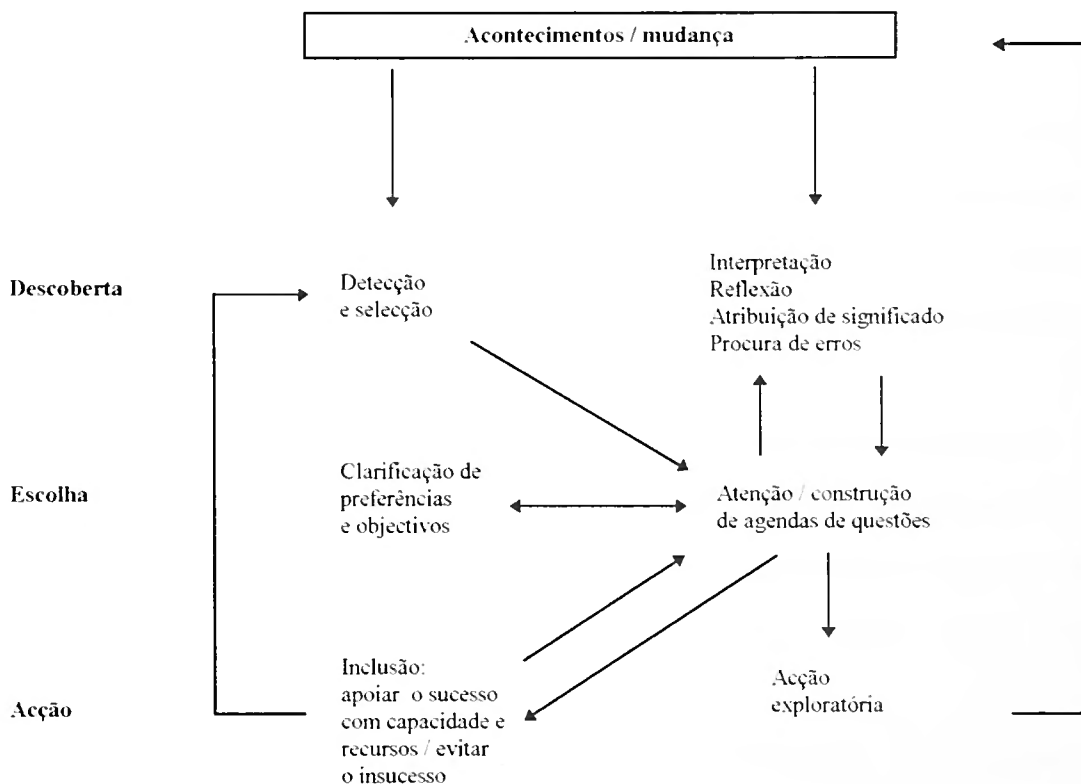 Acontecimentos / mudança
Descoberta
Detecção
e selecção
Interpretação
Reflexão
Atribuição de significado
Procura de erros
Escolha
Clarificação de
preferências
e objectivos
Atenção / construção
de agendas de questões
Acção
Inclusão:
apoiar o sucesso
com capacidade e
recursos / evitar
o insucesso
Acção
exploratória